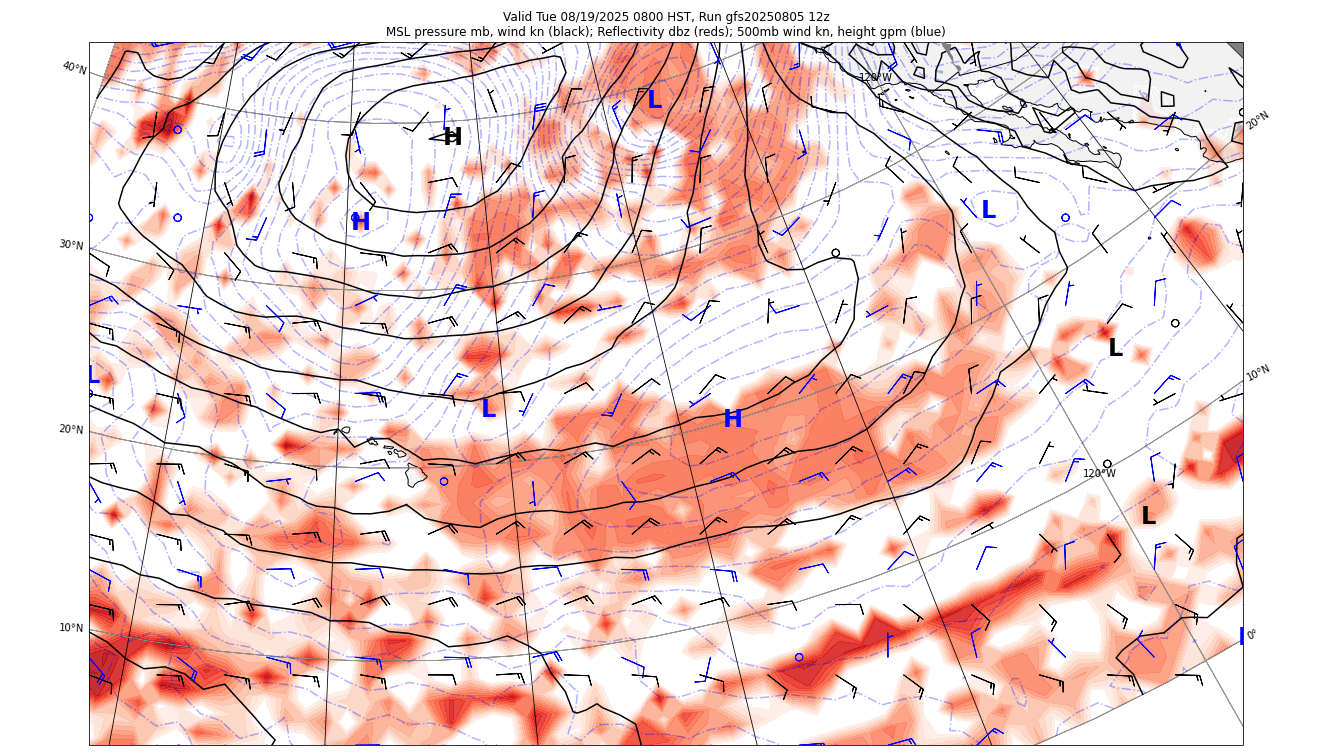 Valid Tue 08/19/2025 0800 HST, Run gfs20250805 12z
MSL pressure mb, wind kn (black); Reflectivity dbz (reds); 500mb wind kn, height gpm (blue)
40°N
120°W
L
20°N
H
H
L
30°N
L
L
10°N
L
H
20°N
120°W
L
10°N
0°